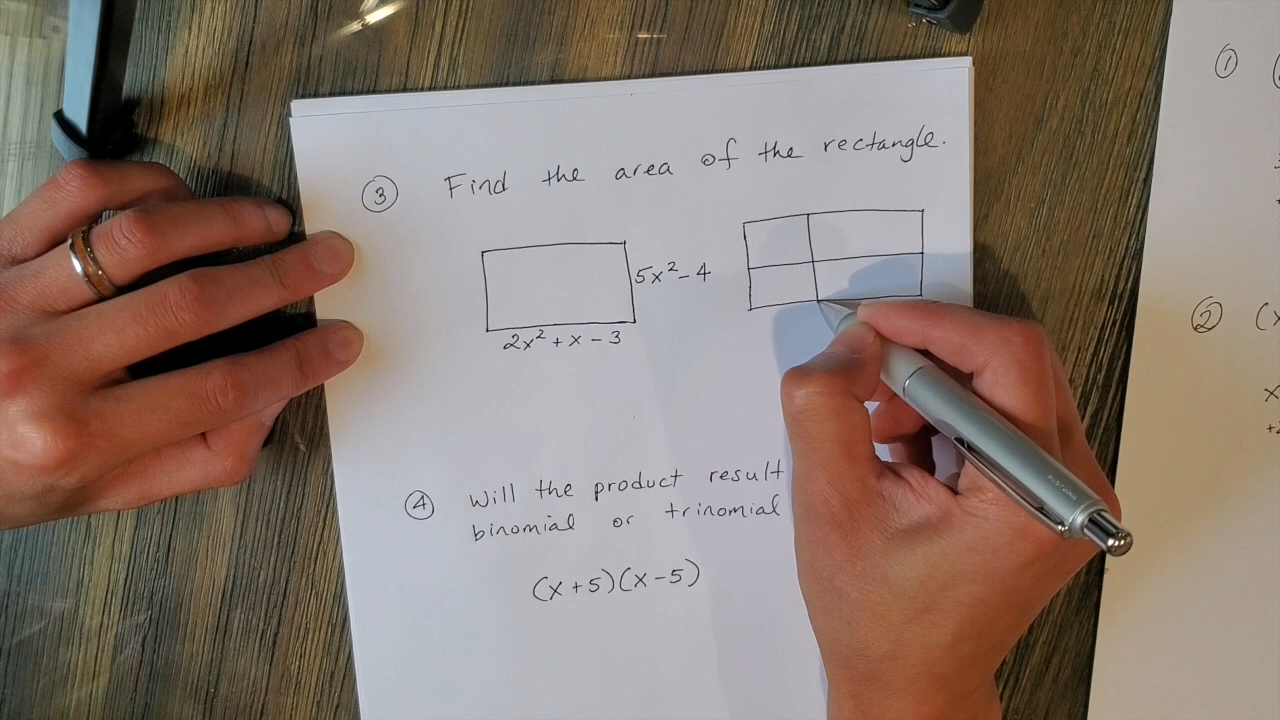 ③ Find the area of the rectangle.
5x² - 4
2x² + x - 3
④ Will the product result
binomial or trinomial
(x + 5)(x - 5)
①
②
(x
x